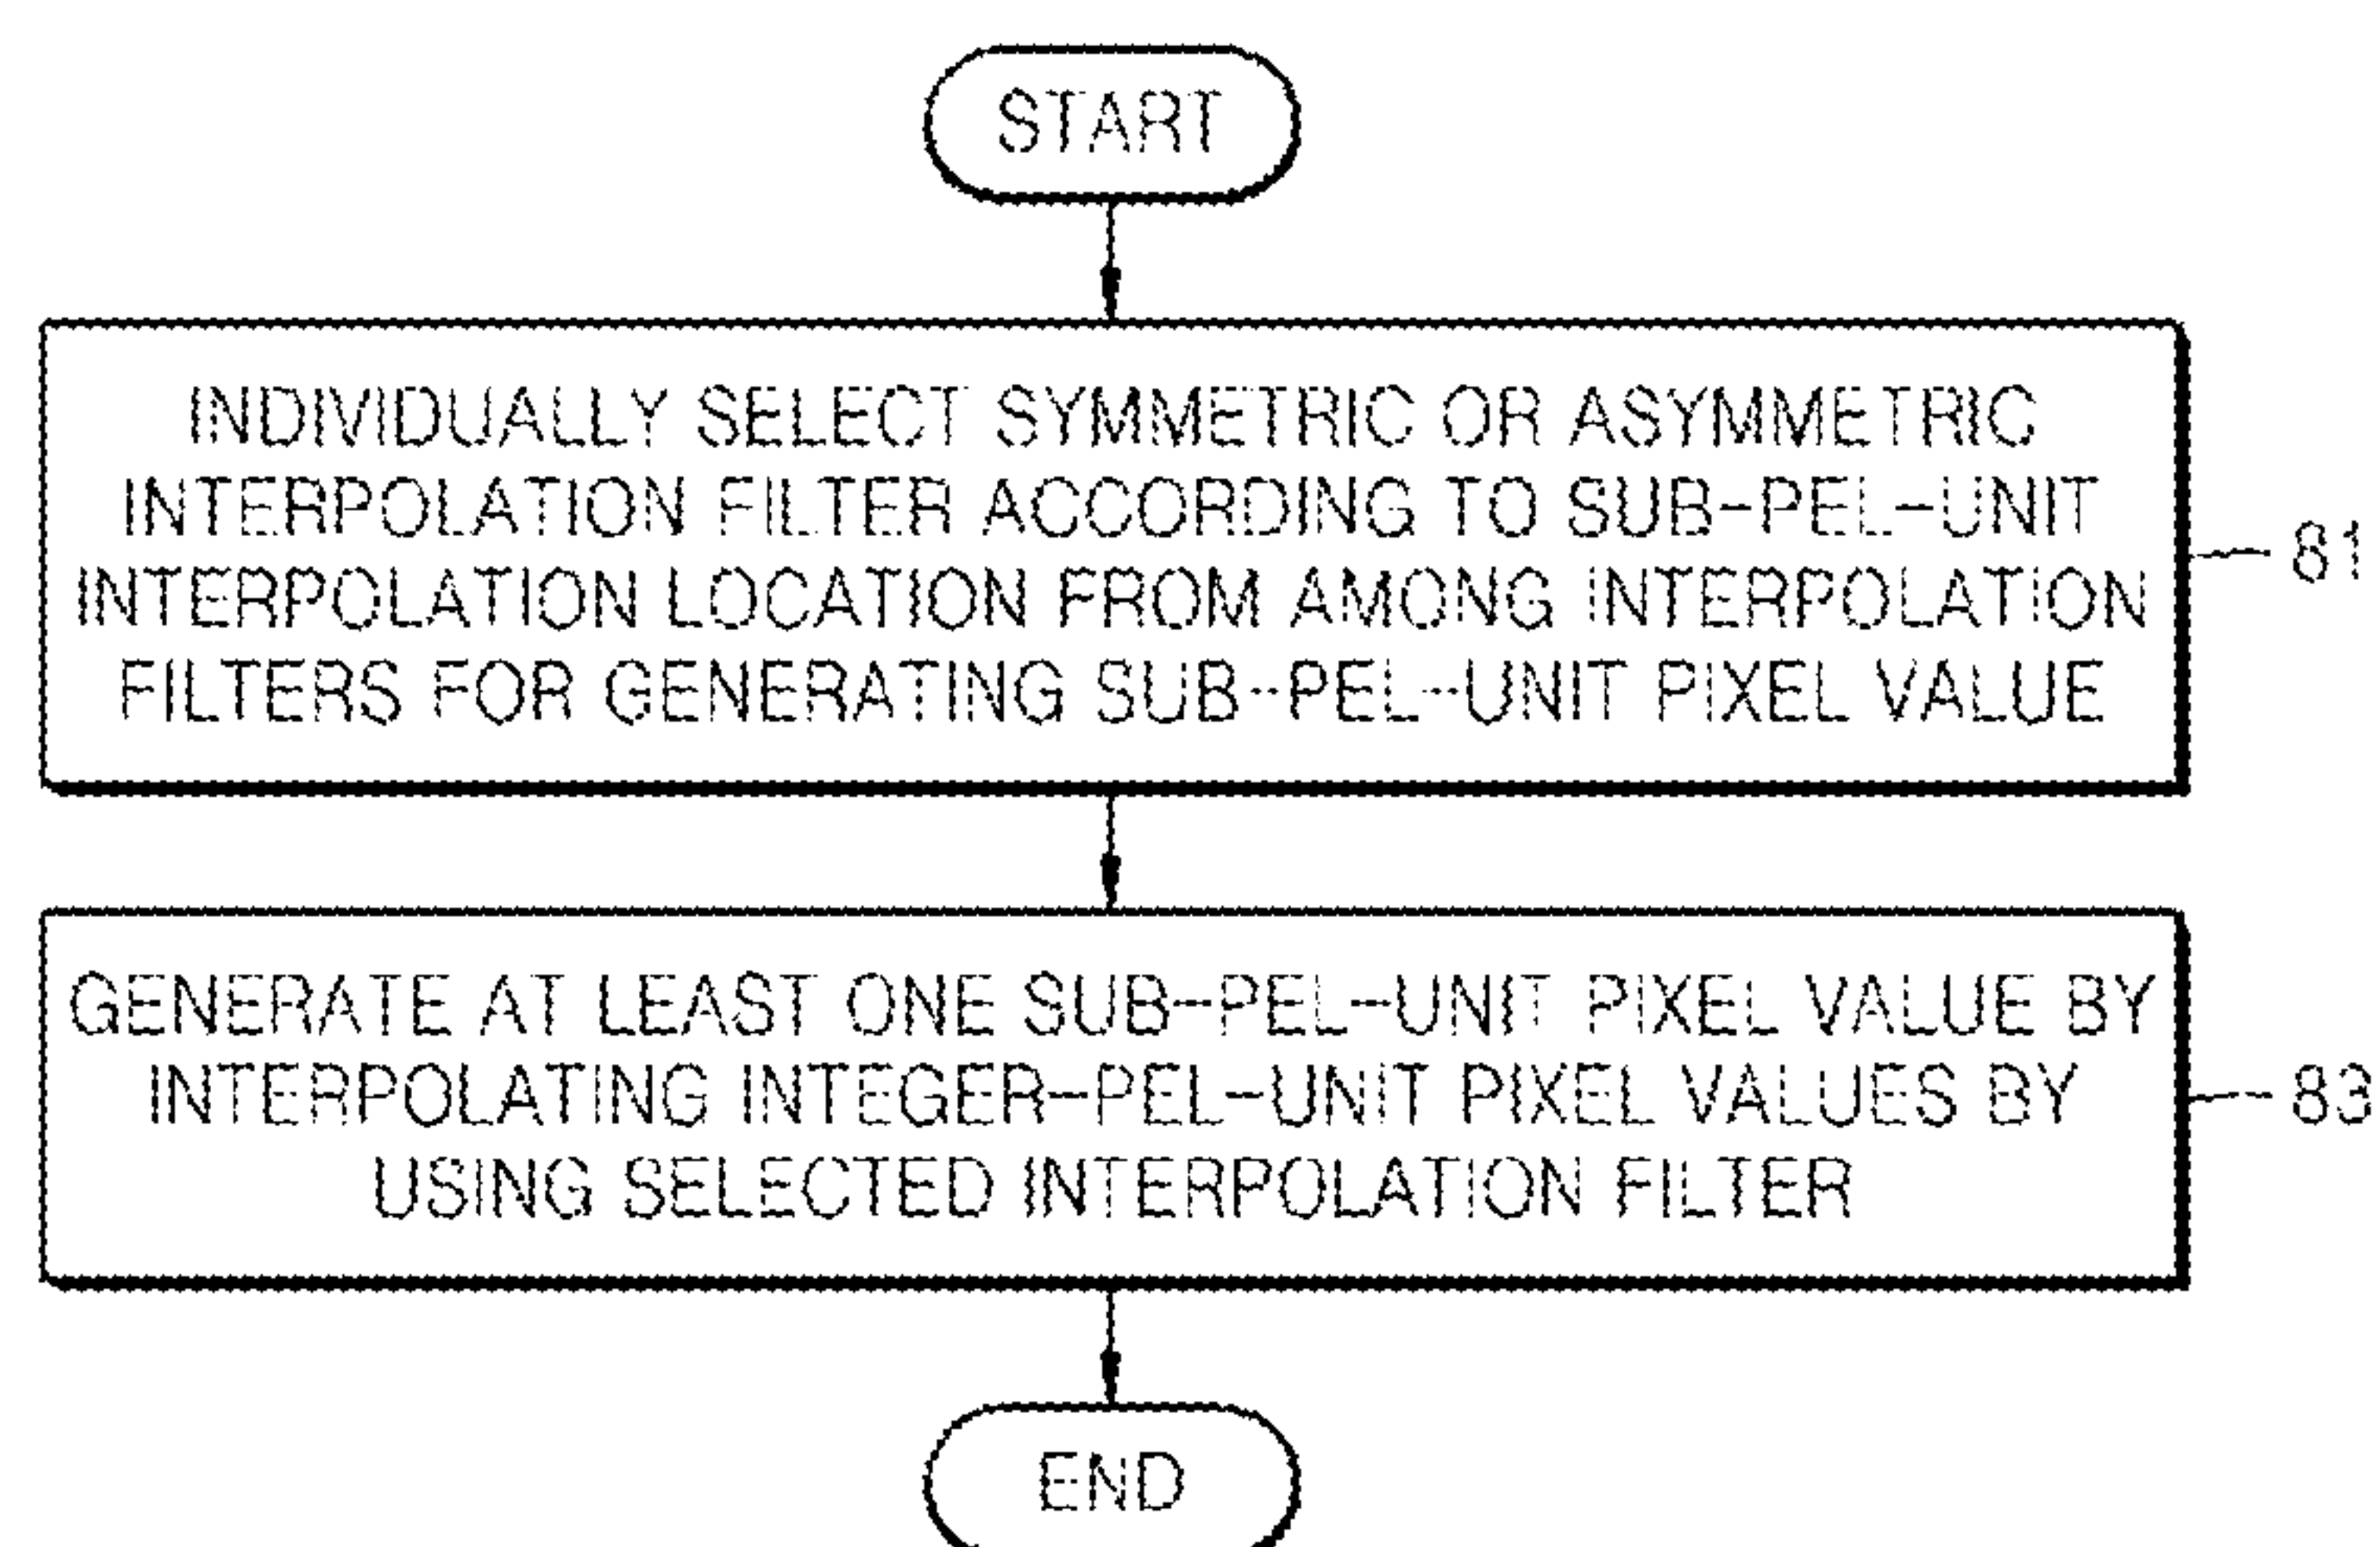 START
INDIVIDUALLY SELECT SYMMETRIC OR ASYMMETRIC
INTERPOLATION FILTER ACCORDING TO SUB-PEL-UNIT
INTERPOLATION LOCATION FROM AMONG INTERPOLATION
FILTERS FOR GENERATING SUB-PEL-UNIT PIXEL VALUE
81
GENERATE AT LEAST ONE SUB-PEL-UNIT PIXEL VALUE BY
INTERPOLATING INTEGER-PEL-UNIT PIXEL VALUES BY
USING SELECTED INTERPOLATION FILTER
83
END